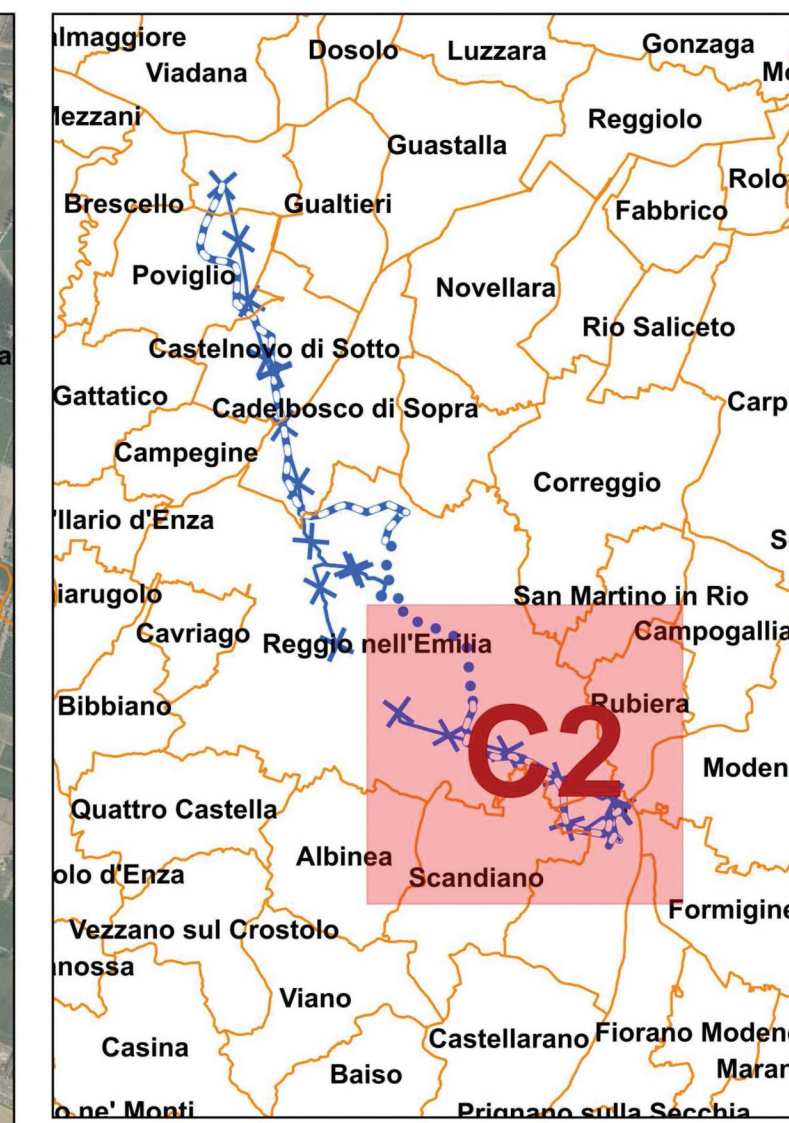 lmaggiore
Dosolo
Luzzara
Gonzaga
Viadana
Mezzani
Guastalla
Reggiolo
Rolo
Brescello
Gualtieri
Fabbrico
Poviglio
Novellara
Castelnovo di Sotto
Rio Saliceto
a
Gattatico
Cadelbosco di Sopra
Carp
Campegine
Correggio
'Ilario d'Enza
iarugolo
San Martino in Rio
Cavriago
Reggio nell'Emilia
Campogallia
Bibbiano
Rubiera
C2
Moden
Quattro Castella
Albinea
olo d'Enza
Scandiano
Vezzano sul Crostolo
Formigine
nossa
Viano
Casina
Castellarano
Fiorano Moden
Baiso
Maran
o ne' Monti
Prignano sulla Secchia